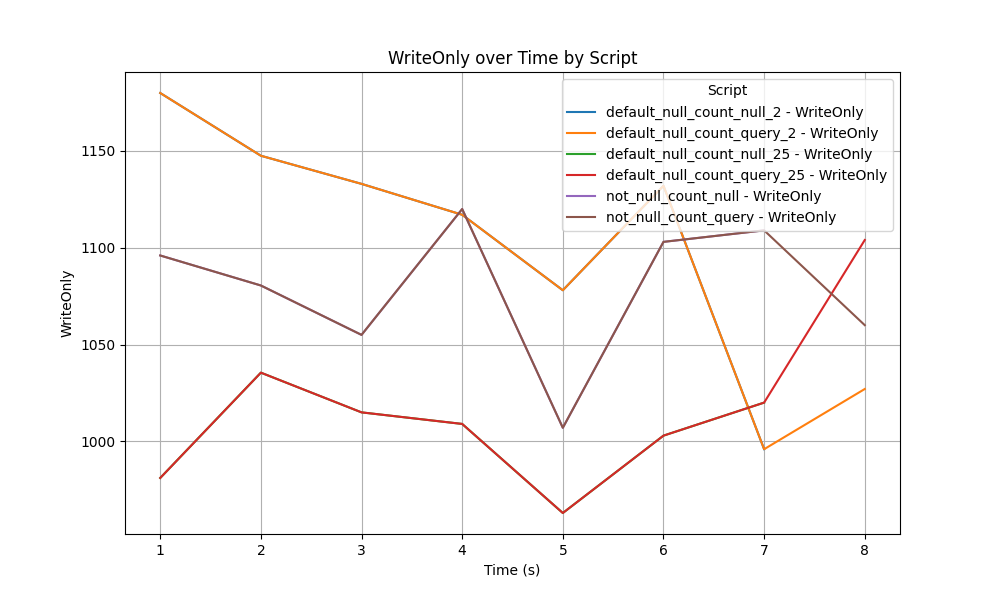 WriteOnly over Time by Script
Script
default_null_count_null_2 - WriteOnly
default_null_count_query_2 - WriteOnly
default_null_count_null_25 - WriteOnly
default_null_count_query_25 - WriteOnly
not_null_count_null - WriteOnly
not_null_count_query - WriteOnly
WriteOnly
1150
1100
1050
1000
1 2 3 4 5 6 7 8
Time (s)